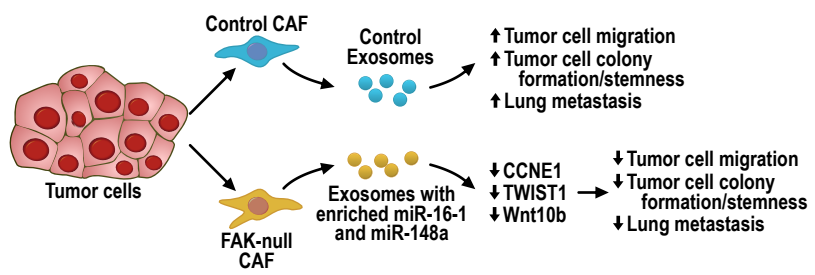 Control CAF
Control
Exosomes
↑ Tumor cell migration
↑ Tumor cell colony
formation/stemness
↑ Lung metastasis
Tumor cells
FAK-null
CAF
Exosomes with
enriched miR-16-1
and miR-148a
↓ CCNE1
↓ TWIST1
↓ Wnt10b
↓ Tumor cell migration
↓ Tumor cell colony
formation/stemness
↓ Lung metastasis